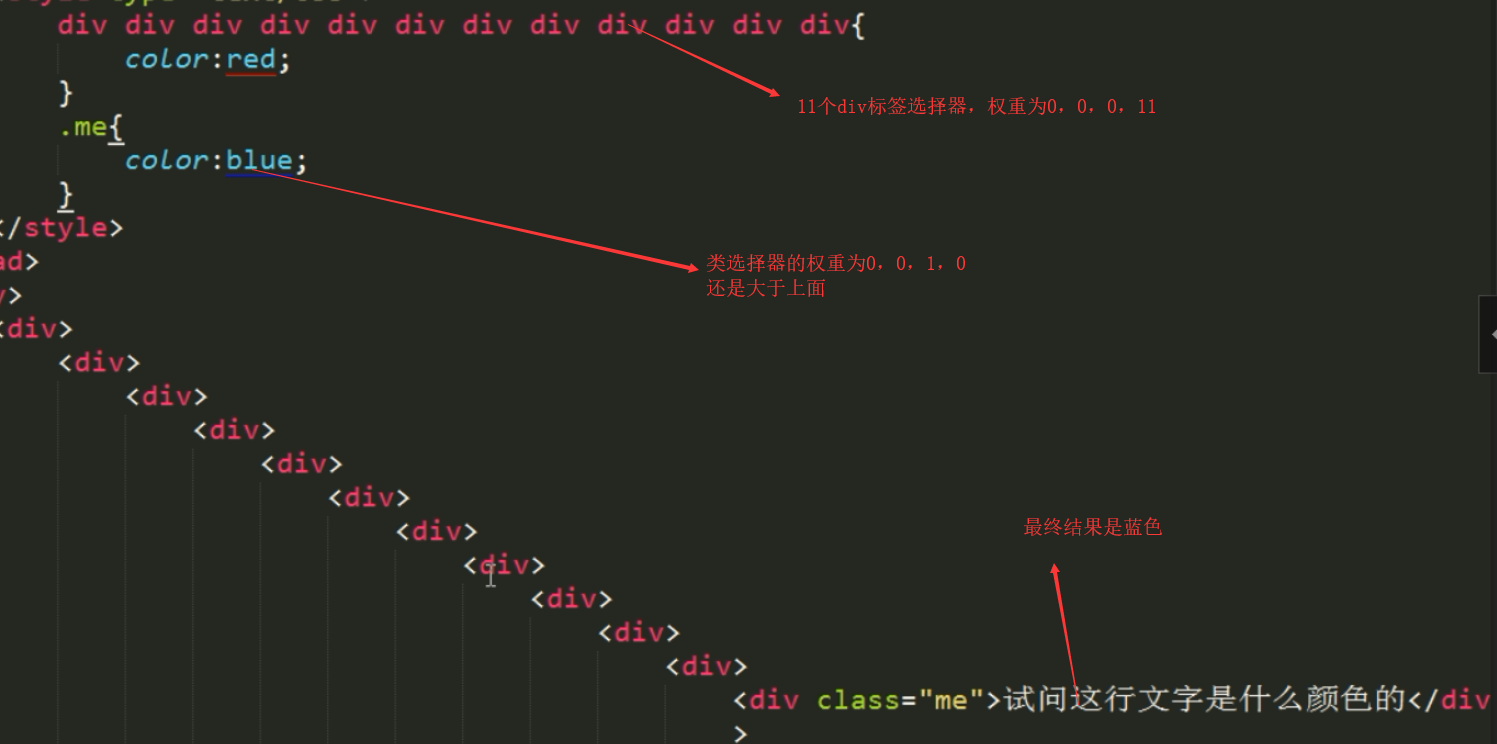 div div div div div div div div div div div div{
color:red;
}
11个div标签选择器，权重为0，0，0，11
.me{
color:blue;
}
</style>
类选择器的权重为0，0，1，0
还是大于上面
ad>
>
<div>
<div>
<div>
<div>
<div>
<div>
<div>
最终结果是蓝色
<div>
<div>
<div>
<div>
<div class="me">试问这行文字是什么颜色的</div
>